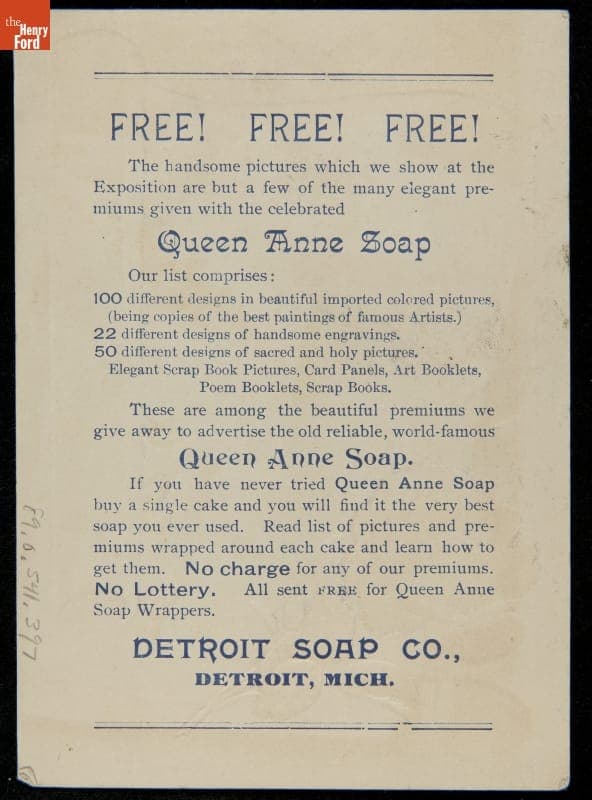 the
Henry
Ford
FREE! FREE! FREE!
The handsome pictures which we show at the
Exposition are but a few of the many elegant pre-
miums given with the celebrated
Queen Anne Soap
Our list comprises:
100 different designs in beautiful imported colored pictures,
(being copies of the best paintings of famous Artists.)
22 different designs of handsome engravings.
50 different designs of sacred and holy pictures.
Elegant Scrap Book Pictures, Card Panels, Art Booklets,
Poem Booklets, Scrap Books.
These are among the beautiful premiums we
give away to advertise the old reliable, world-famous
Queen Anne Soap.
If you have never tried Queen Anne Soap
buy a single cake and you will find it the very best
soap you ever used. Read list of pictures and pre-
miums wrapped around each cake and learn how to
get them. No charge for any of our premiums.
No Lottery. All sent FREE for Queen Anne
Soap Wrappers.
DETROIT SOAP CO.,
DETROIT, MICH.
89.0.541.397